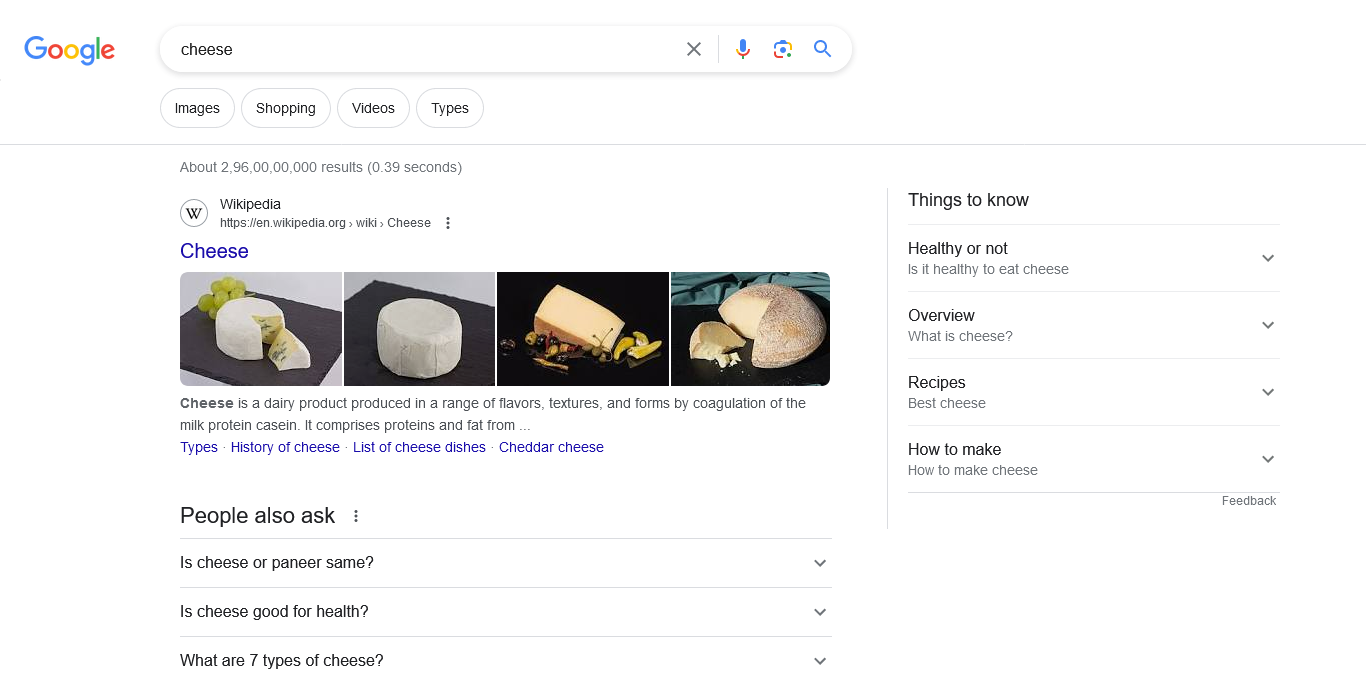 Google
cheese
Images
Shopping
Videos
Types
About 2,96,00,00,000 results (0.39 seconds)
W
Wikipedia
https://en.wikipedia.org › wiki › Cheese
Cheese
Cheese is a dairy product produced in a range of flavors, textures, and forms by coagulation of the
milk protein casein. It comprises proteins and fat from ...
Types · History of cheese · List of cheese dishes · Cheddar cheese
People also ask
Is cheese or paneer same?
Is cheese good for health?
What are 7 types of cheese?
Things to know
Healthy or not
Is it healthy to eat cheese
Overview
What is cheese?
Recipes
Best cheese
How to make
How to make cheese
Feedback